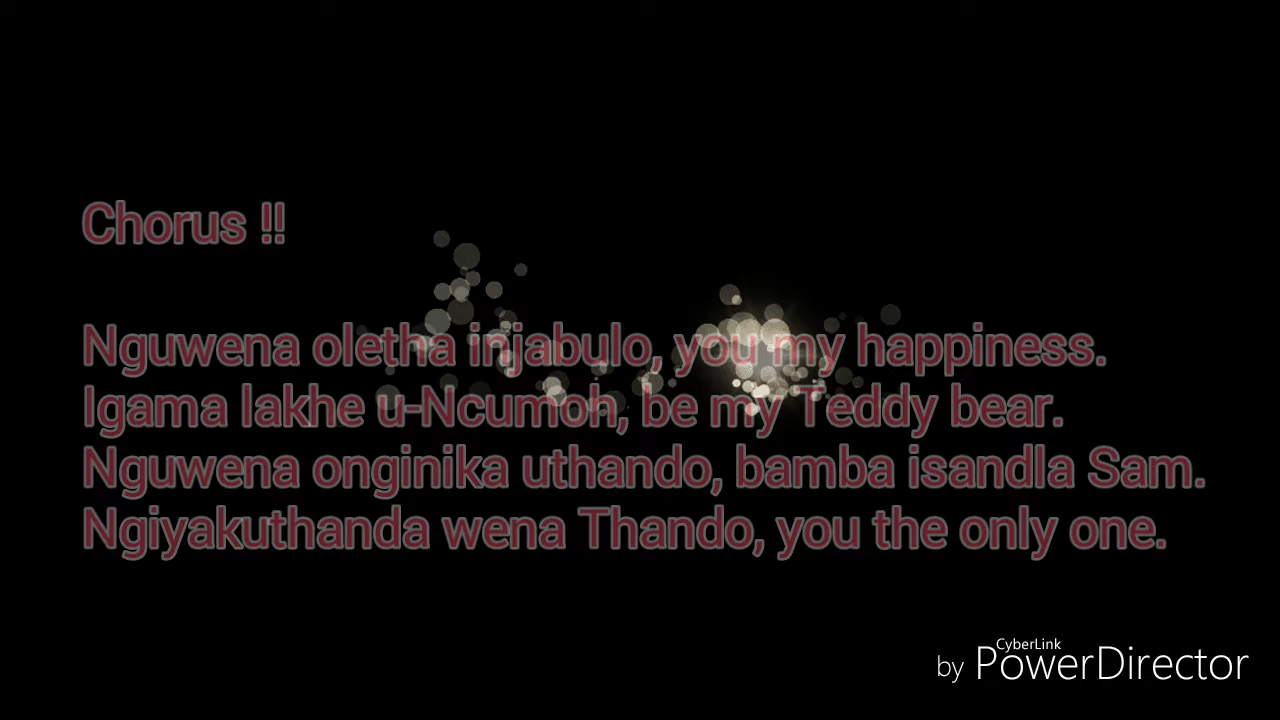 Chorus !!
Nguwena oletha injabulo, you my happiness.
Igama lakhe u-Ncumoh, be my Teddy bear.
Nguwena onginika uthando, bamba isandla Sam.
Ngiyakuthanda wena Thando, you the only one.
CyberLink
by PowerDirector